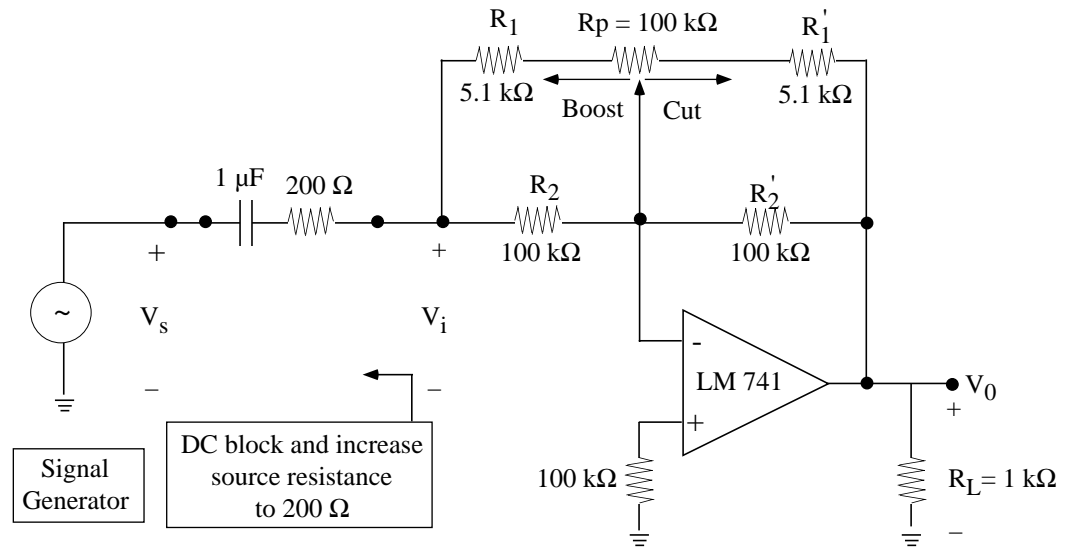 R1 Rp = 100 kΩ R1'
5.1 kΩ 5.1 kΩ
Boost Cut
1 µF 200 Ω R2 R2'
100 kΩ 100 kΩ
+ +
~ Vs Vi
- LM 741 V0
− − +
+
DC block and increase
source resistance
to 200 Ω
Signal
Generator
100 kΩ RL= 1 kΩ
−